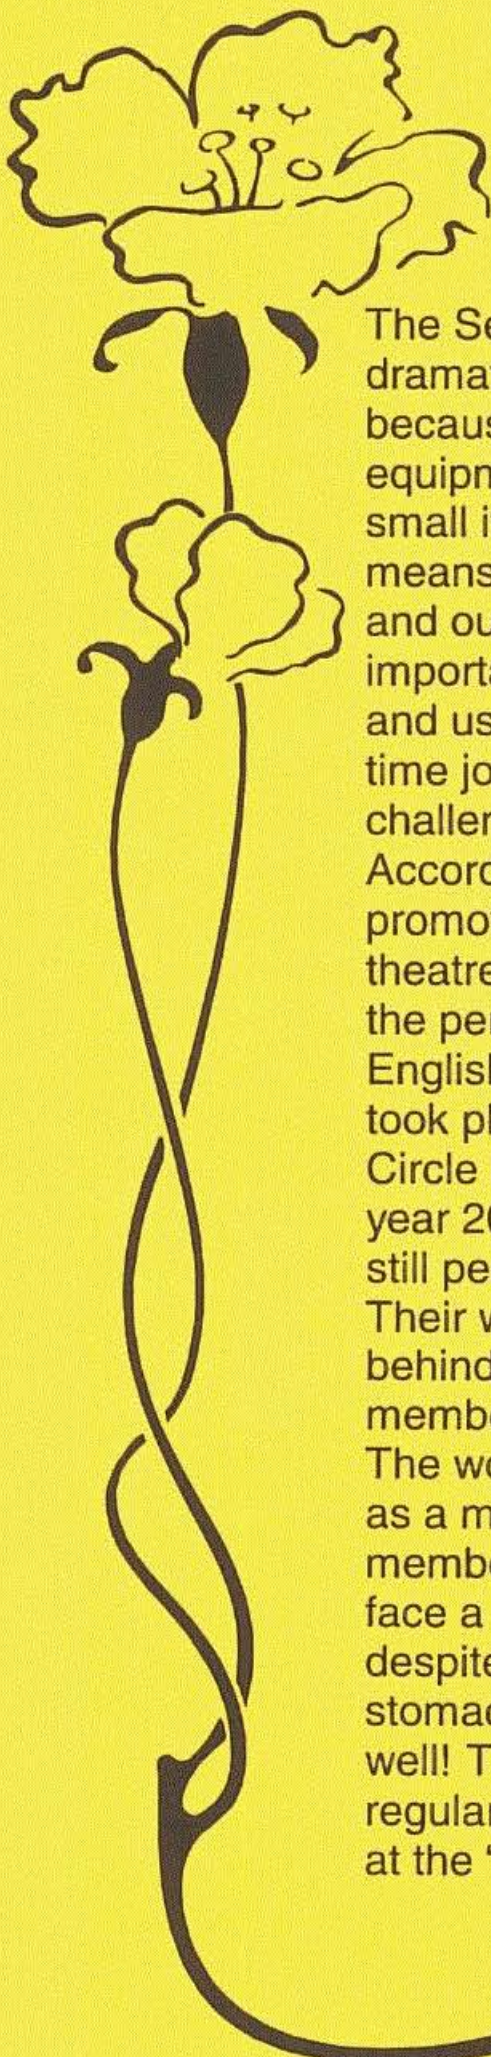 The Se
dramat
becaus
equipm
small i
means
and ou
importa
and us
time jo
challen
Accord
promo
theatre
the per
English
took pl
Circle
year 20
still pe
Their w
behind
membe
The wo
as a m
membe
face a
despite
stomac
well! T
regular
at the "